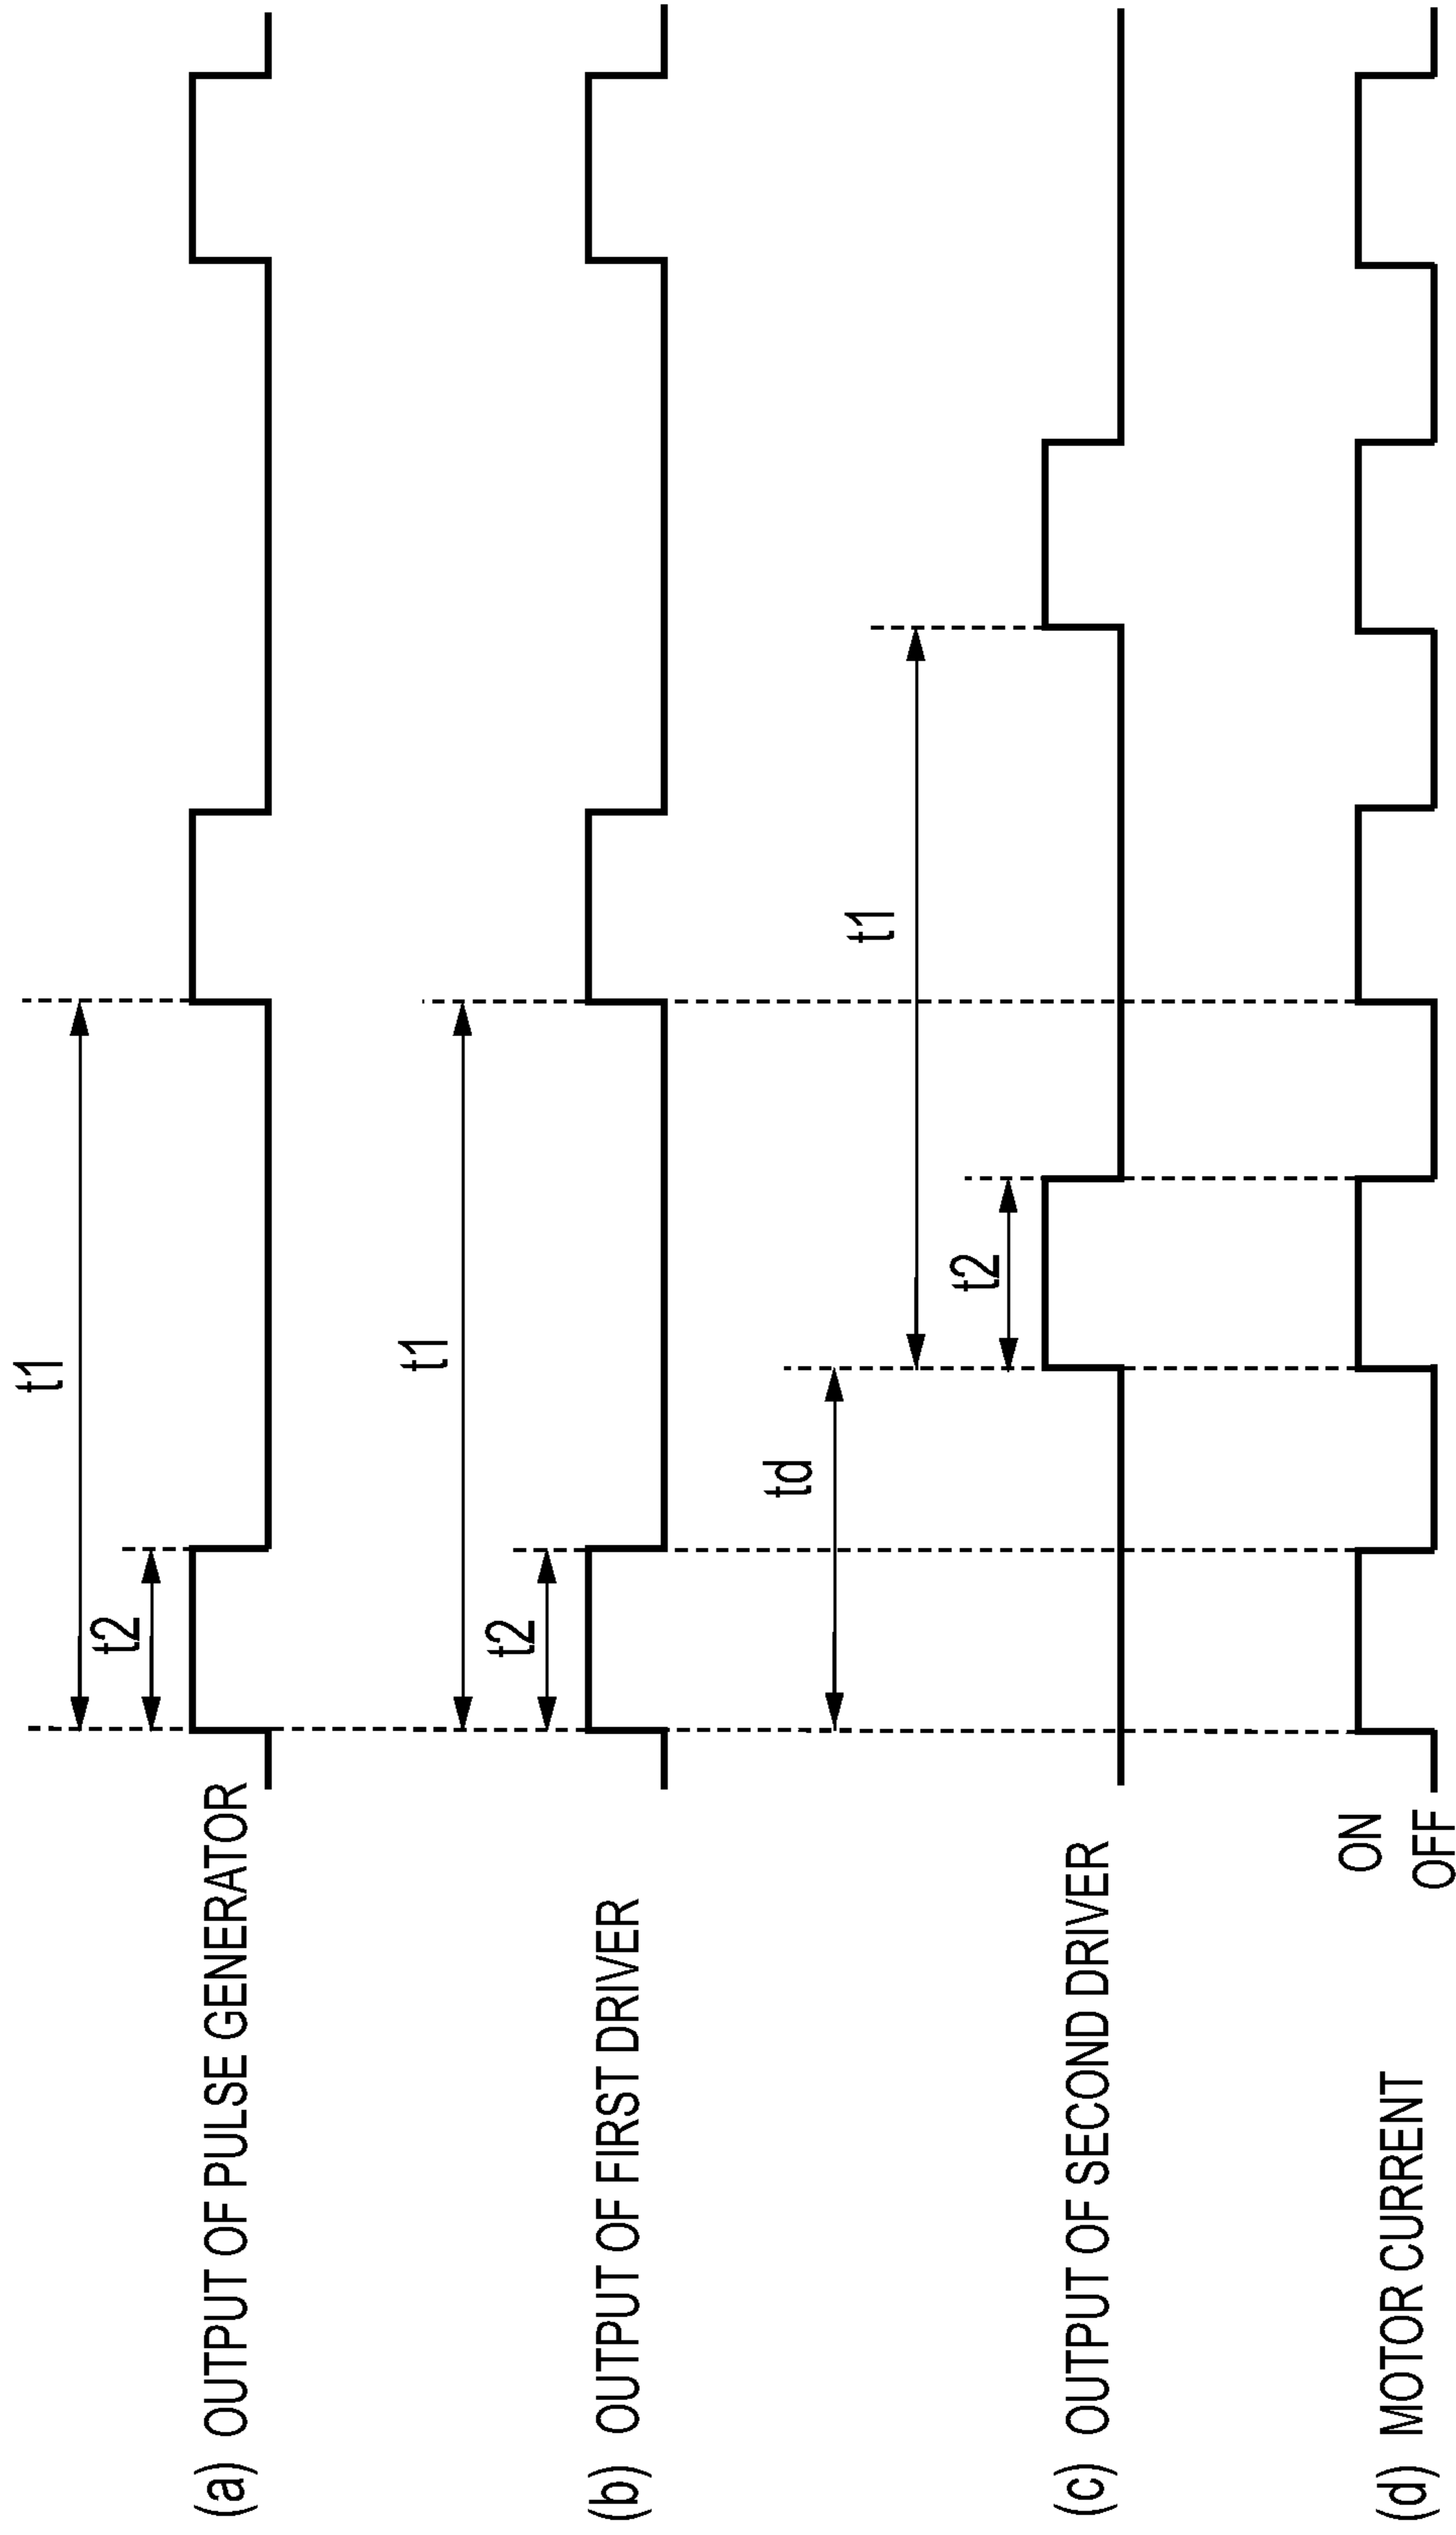 (a) OUTPUT OF PULSE GENERATOR
t1
t2
(b) OUTPUT OF FIRST DRIVER
t1
t2
(c) OUTPUT OF SECOND DRIVER
td
t1
t2
(d) MOTOR CURRENT
ON
OFF